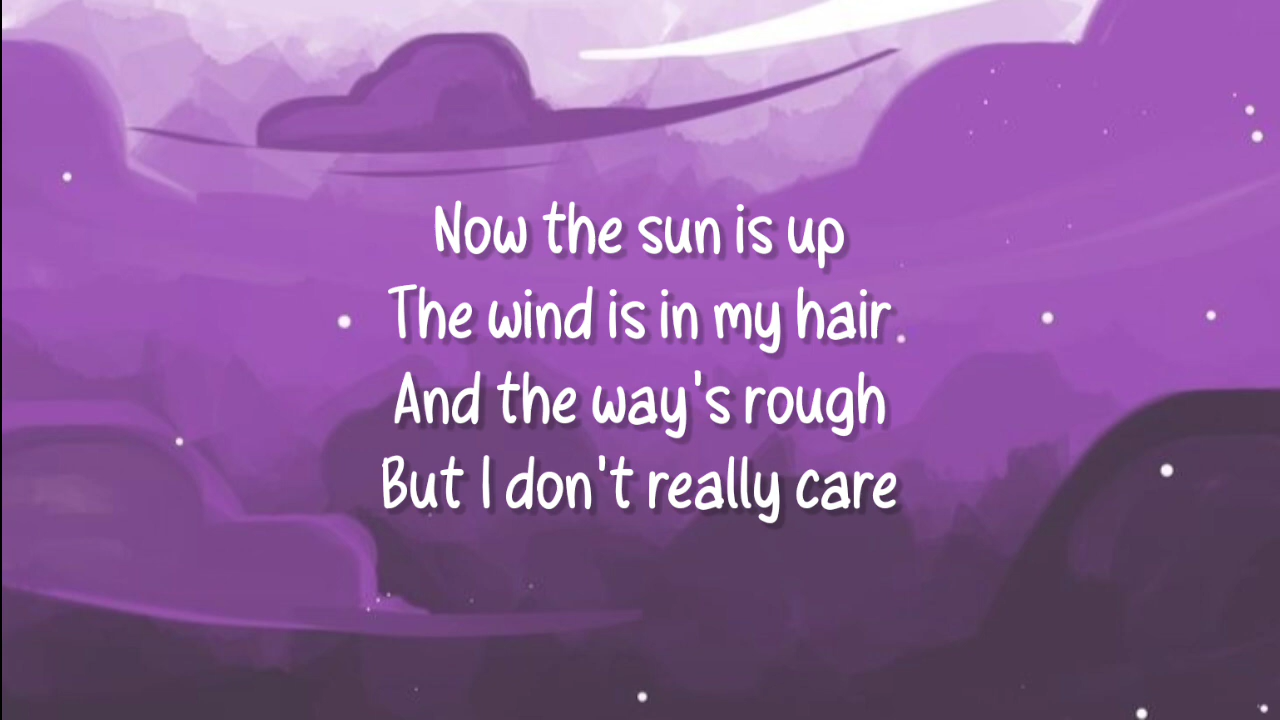 Now the sun is up
The wind is in my hair
And the way's rough
But I don't really care